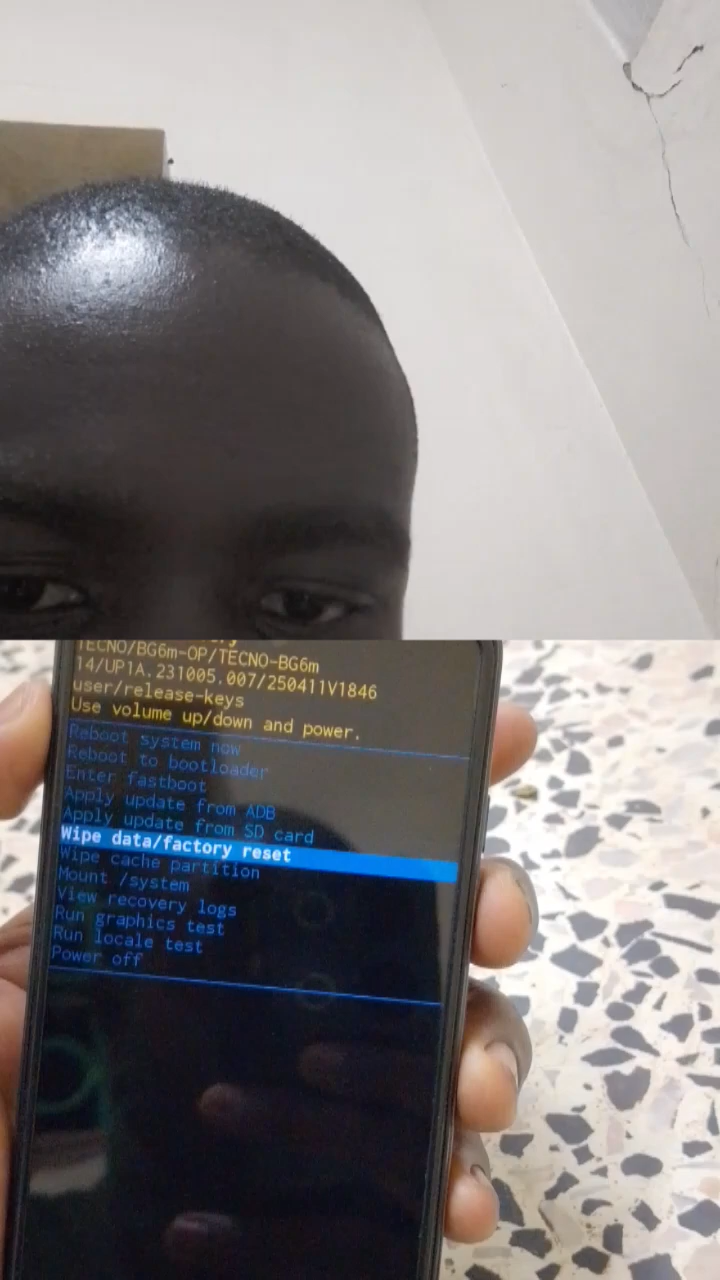 TECNO/BG6m-OP/TECNO-BG6m
14/UP1A.231005.007/250411V1846
user/release-keys
Use volume up/down and power.
Reboot system now
Reboot to bootloader
Enter fastboot
Apply update from ADB
Apply update from SD card
Wipe data/factory reset
Wipe cache partition
Mount /system
View recovery logs
Run graphics test
Run locale test
Power off